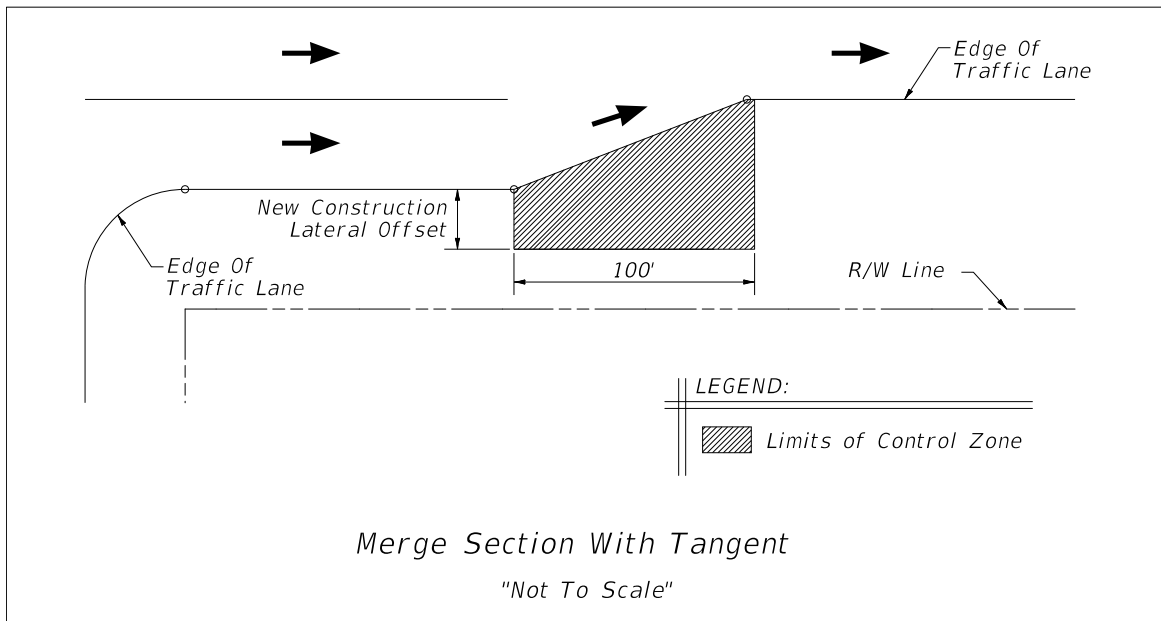 Edge Of
Traffic Lane
New Construction
Lateral Offset
Edge Of
Traffic Lane
100'
R/W Line
LEGEND:
Limits of Control Zone
Merge Section With Tangent
"Not To Scale"